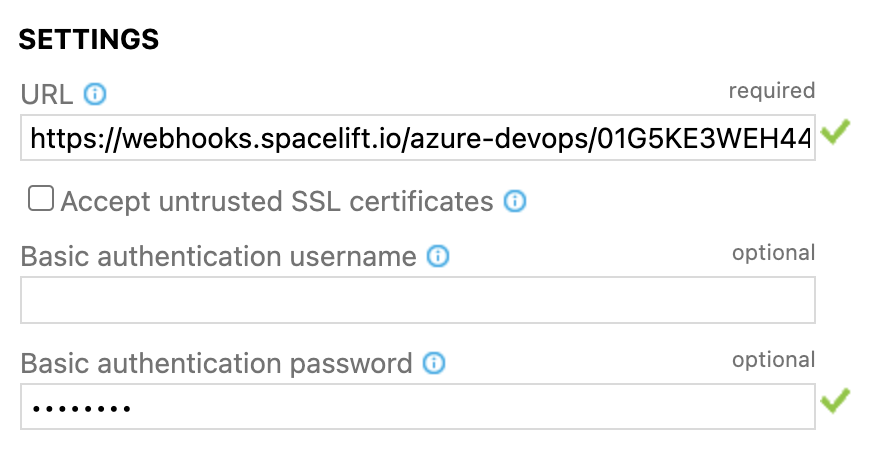 SETTINGS
URL required
https://webhooks.spacelift.io/azure-devops/01G5KE3WEH44
Accept untrusted SSL certificates
Basic authentication username optional
Basic authentication password optional
••••••••